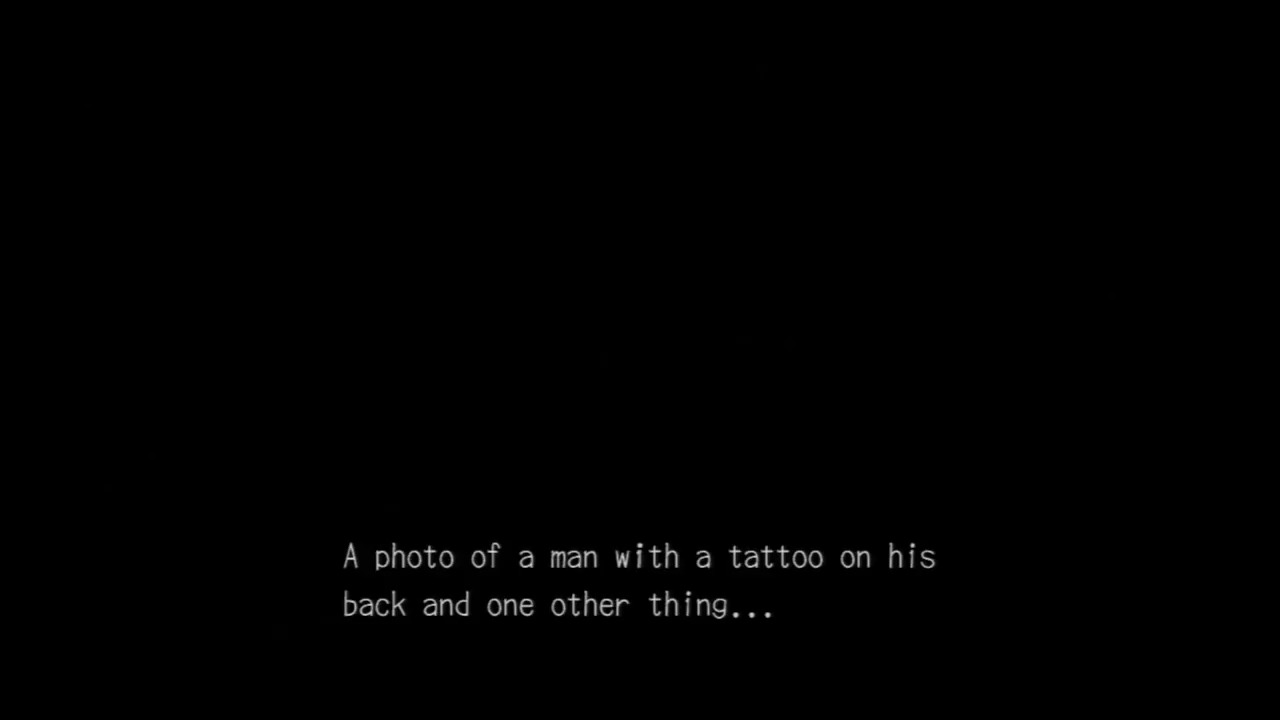 A photo of a man with a tattoo on his
back and one other thing...